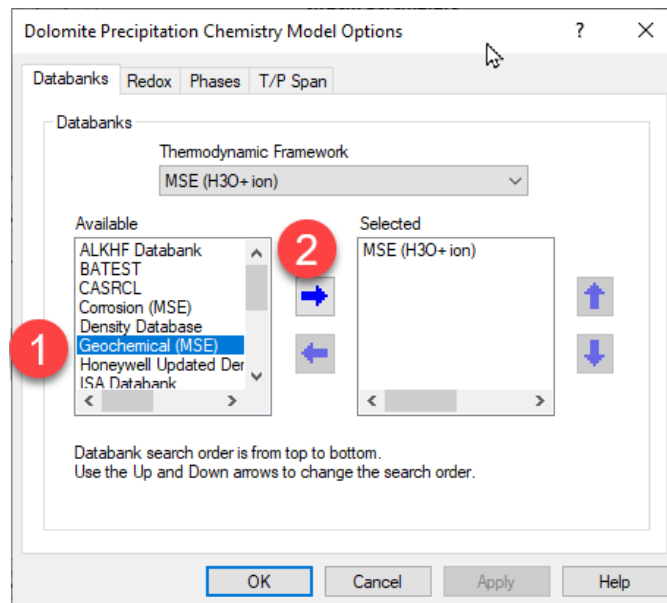 Dolomite Precipitation Chemistry Model Options ? X
Databanks Redox Phases T/P Span
Databanks
Thermodynamic Framework
MSE (H3O+ ion)
Available
ALKHF Databank
BATEST
CASRCL
Corrosion (MSE)
Density Database
Geochemical (MSE)
Honeywell Updated Der
ISA Databank
1
2
Selected
MSE (H3O+ ion)
Databank search order is from top to bottom.
Use the Up and Down arrows to change the search order.
OK Cancel Apply Help